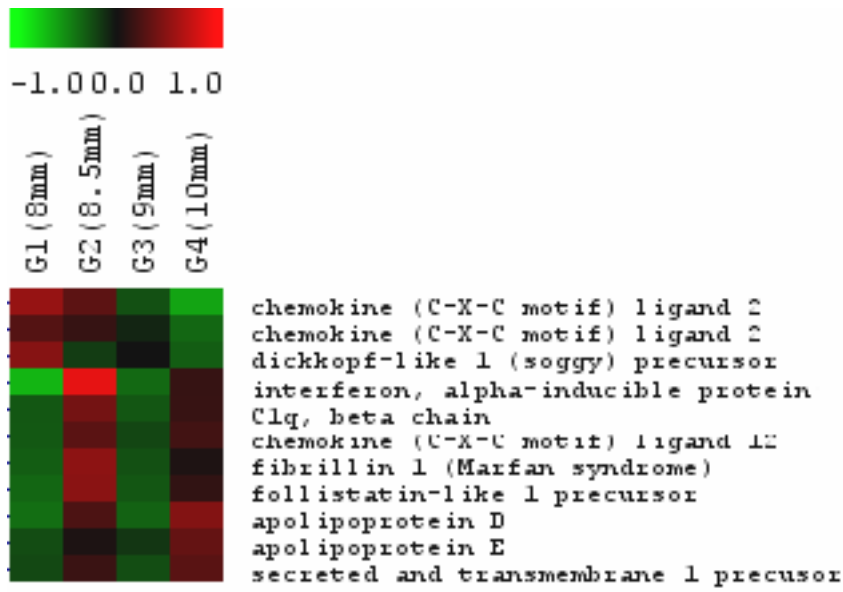 -1.0 0.0 1.0
G1(8mm)
G2(8.5mm)
G3(9mm)
G4(10mm)
chemokine (C-X-C motif) ligand 2
chemokine (C-X-C motif) ligand 2
dickkopf-like 1 (soggy) precursor
interferon, alpha-inducible protein
C1q, beta chain
chemokine (C-X-C motif) ligand 12
fibrillin 1 (Marfan syndrome)
follistatin-like 1 precursor
apolipoprotein D
apolipoprotein E
secreted and transmembrane 1 precusor